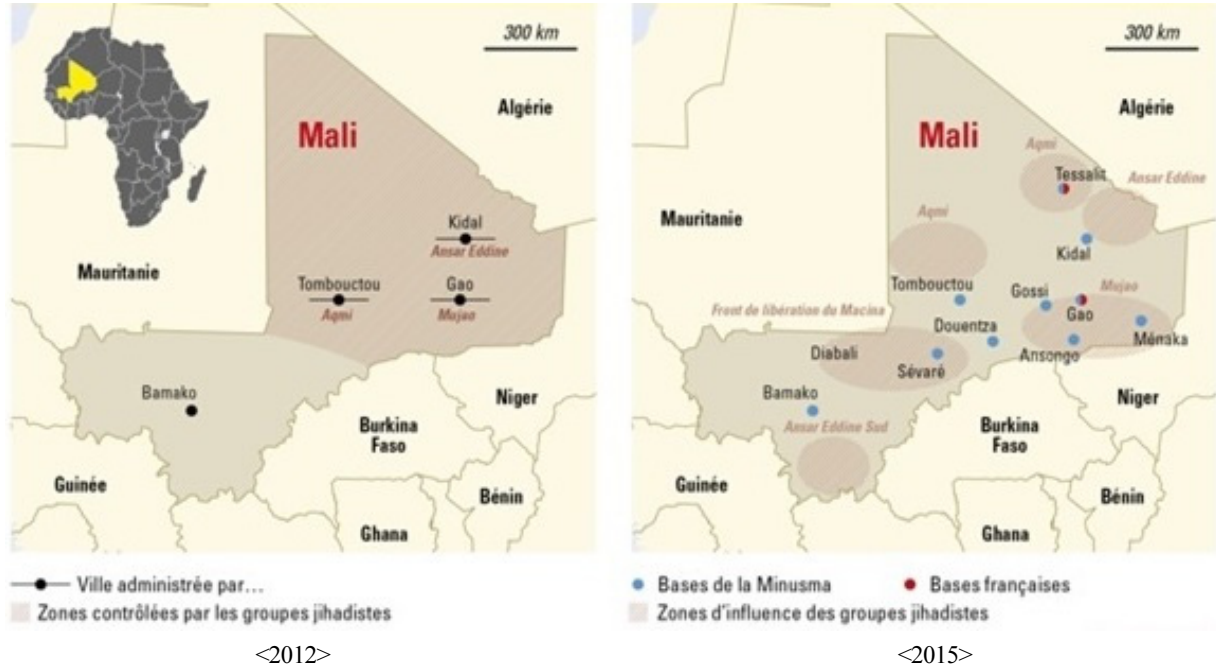 300 km
Algérie
Mali
Kidal
Ansar Eddine
Mauritanie
Tombouctou
Aqmi
Gao
Mujao
Bamako
Niger
Burkina
Faso
Guinée
Bénin
Ghana
Ville administrée par...
Zones contrôlées par les groupes jihadistes
<2012>
300 km
Algérie
Mali
Aqmi
Tessalit
Ansar Eddine
Mauritanie
Aqmi
Kidal
Tombouctou
Gossi
Mujao
Front de libération du Macina
Gao
Douentza
Ménaka
Diabali
Ansongo
Sévaré
Bamako
Niger
Ansar Eddine Sud
Burkina
Faso
Guinée
Bénin
Ghana
Bases de la Minusma
Bases françaises
Zones d'influence des groupes jihadistes
<2015>